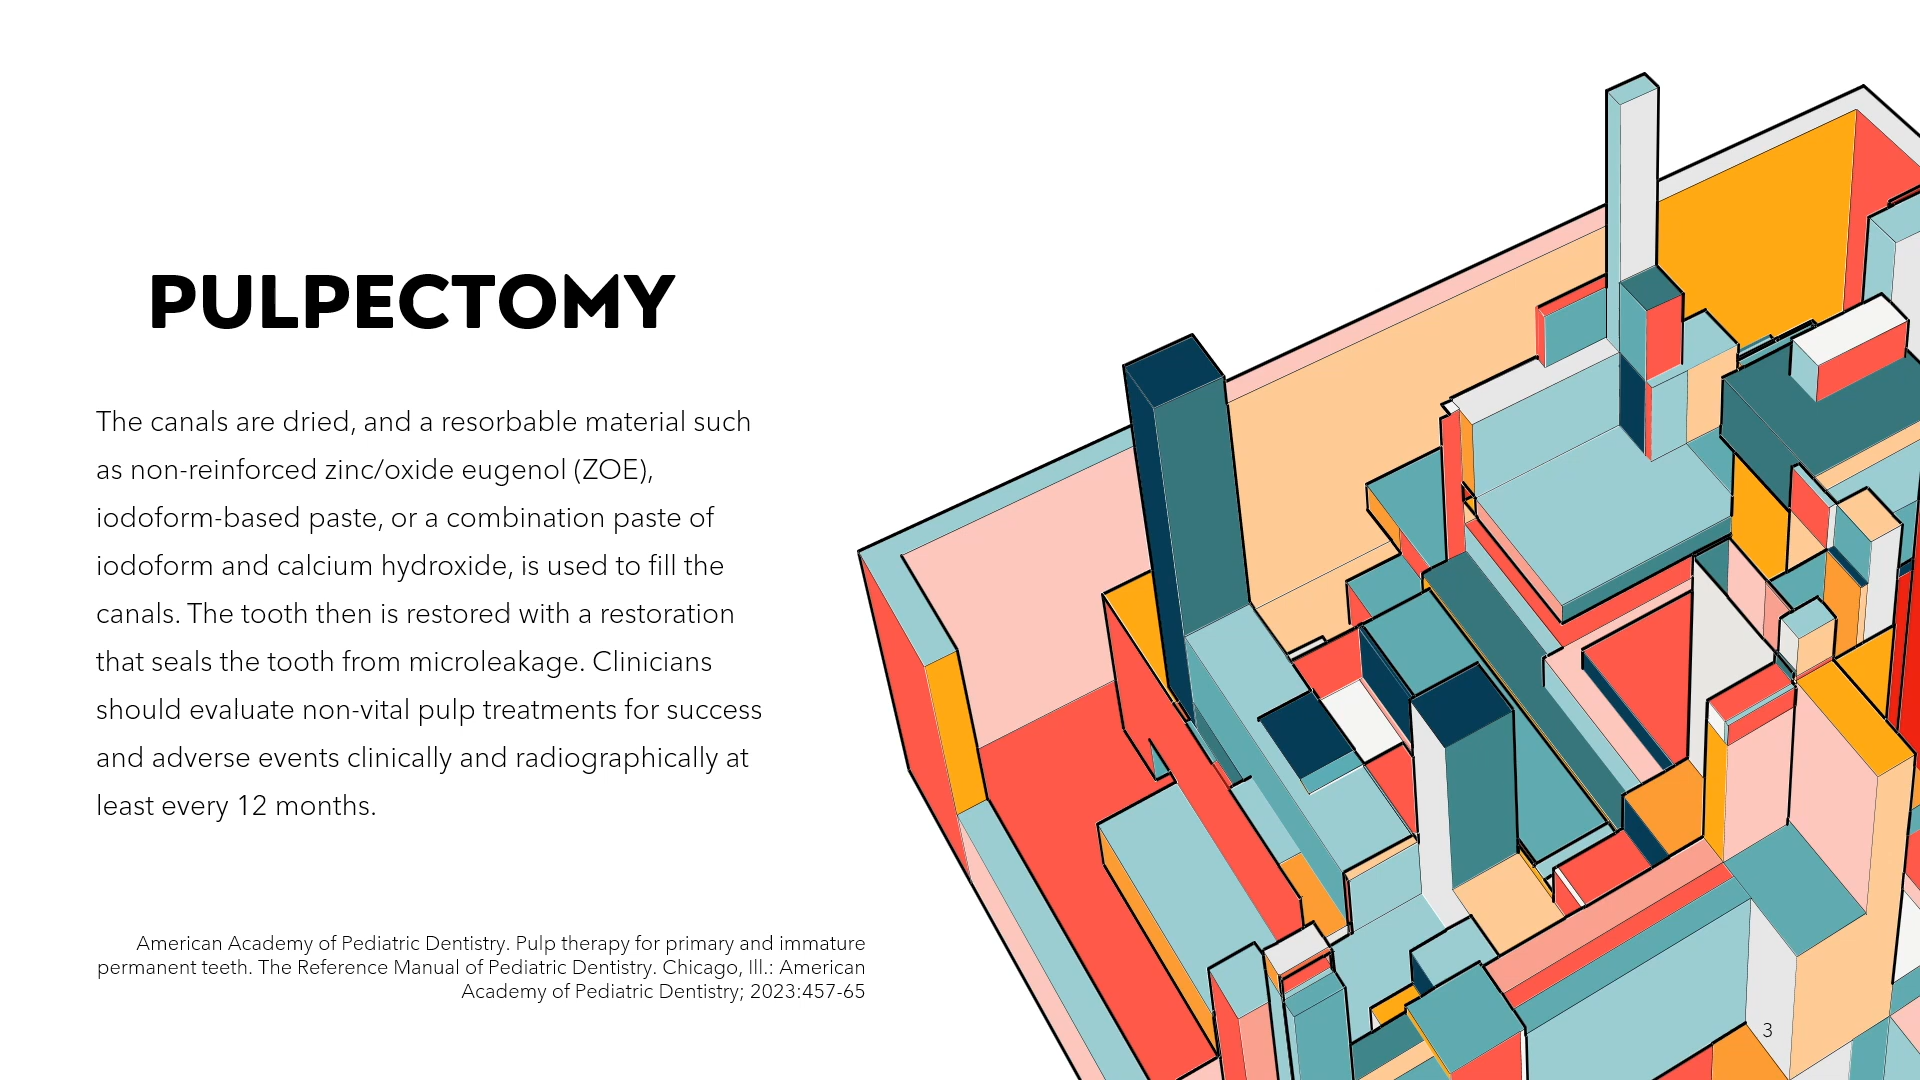 PULPECTOMY
The canals are dried, and a resorbable material such
as non-reinforced zinc/oxide eugenol (ZOE),
iodoform-based paste, or a combination paste of
iodoform and calcium hydroxide, is used to fill the
canals. The tooth then is restored with a restoration
that seals the tooth from microleakage. Clinicians
should evaluate non-vital pulp treatments for success
and adverse events clinically and radiographically at
least every 12 months.
American Academy of Pediatric Dentistry. Pulp therapy for primary and immature
permanent teeth. The Reference Manual of Pediatric Dentistry. Chicago, Ill.: American
Academy of Pediatric Dentistry; 2023:457-65
3